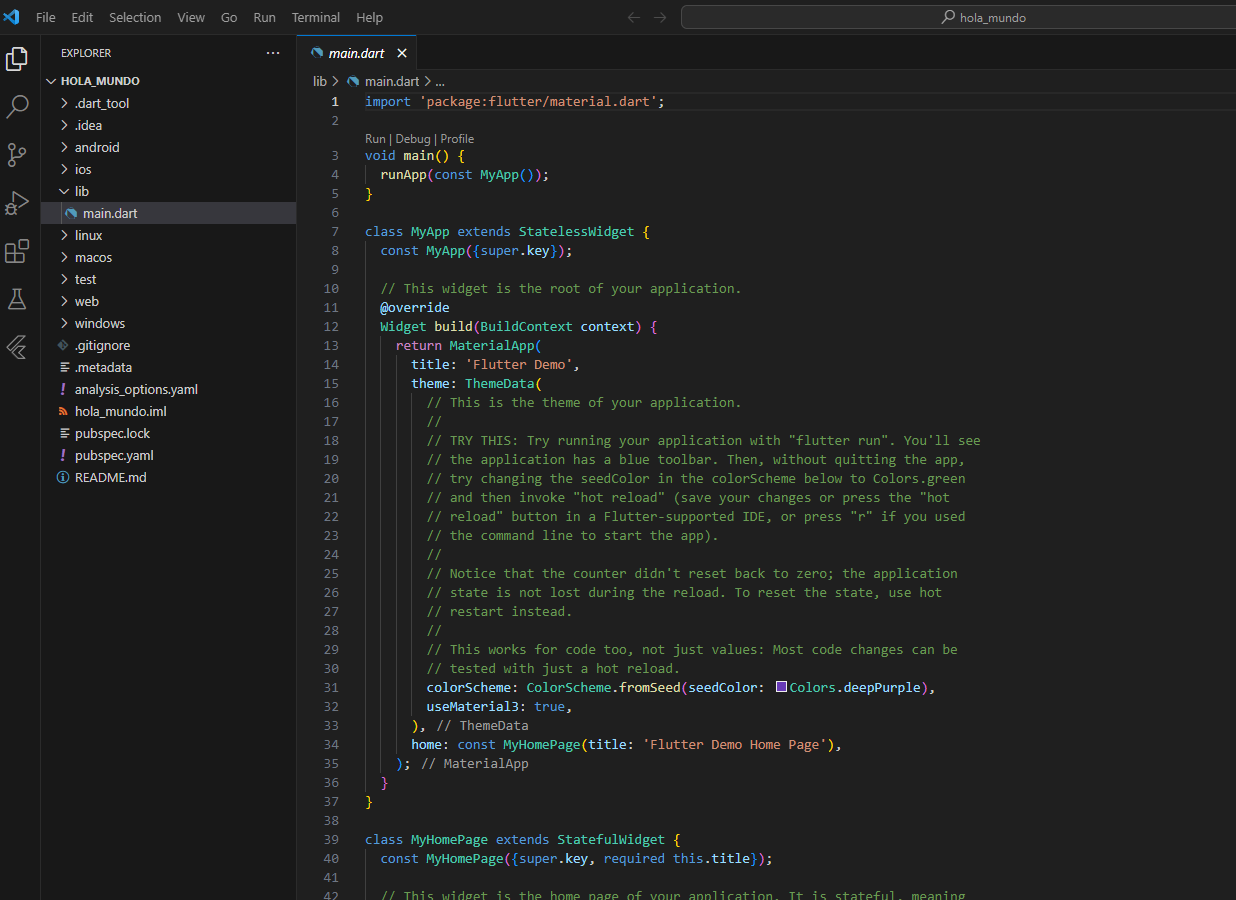 File Edit Selection View Go Run Terminal Help
hola_mundo
EXPLORER
HOLA_MUNDO
.dart_tool
.idea
android
ios
lib
main.dart
linux
macos
test
web
windows
.gitignore
.metadata
! analysis_options.yaml
hola_mundo.iml
pubspec.lock
! pubspec.yaml
README.md
main.dart
lib > main.dart > ...
1 import 'package:flutter/material.dart';
2
Run | Debug | Profile
3 void main() {
4 runApp(const MyApp());
5 }
6
7 class MyApp extends StatelessWidget {
8 const MyApp({super.key});
9
10 // This widget is the root of your application.
11 @override
12 Widget build(BuildContext context) {
13 return MaterialApp(
14 title: 'Flutter Demo',
15 theme: ThemeData(
16 // This is the theme of your application.
17 //
18 // TRY THIS: Try running your application with "flutter run". You'll see
19 // the application has a blue toolbar. Then, without quitting the app,
20 // try changing the seedColor in the colorScheme below to Colors.green
21 // and then invoke "hot reload" (save your changes or press the "hot
22 // reload" button in a Flutter-supported IDE, or press "r" if you used
23 // the command line to start the app).
24 //
25 // Notice that the counter didn't reset back to zero; the application
26 // state is not lost during the reload. To reset the state, use hot
27 // restart instead.
28 //
29 // This works for code too, not just values: Most code changes can be
30 // tested with just a hot reload.
31 colorScheme: ColorScheme.fromSeed(seedColor: Colors.deepPurple),
32 useMaterial3: true,
33 ), // ThemeData
34 home: const MyHomePage(title: 'Flutter Demo Home Page'),
35 ); // MaterialApp
36 }
37 }
38
39 class MyHomePage extends StatefulWidget {
40 const MyHomePage({super.key, required this.title});
41
42 // This widget is the home page of your application. It is stateful, meaning